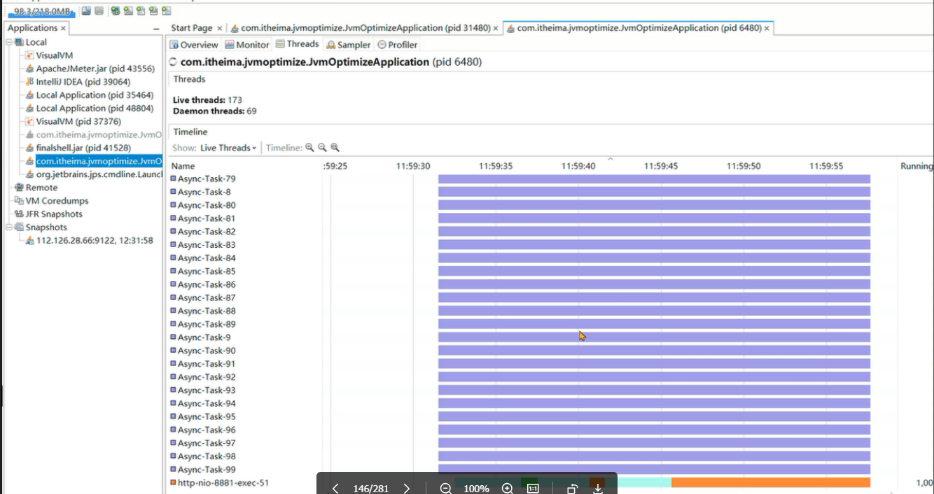 98.3/218.0MB
Applications ×
Start Page × com.itheima.jvmoptimize.JvmOptimizeApplication (pid 31480) × com.itheima.jvmoptimize.JvmOptimizeApplication (pid 6480) ×
Local
VisualVM
ApacheJMeter.jar (pid 43556)
IntelliJ IDEA (pid 39064)
Local Application (pid 35464)
Local Application (pid 48804)
VisualVM (pid 37376)
com.itheima.jvmoptimize.JvmO
finalshell.jar (pid 41528)
com.itheima.jvmoptimize.JvmO
org.jetbrains.jps.cmdline.Launcl
Remote
VM Coredumps
JFR Snapshots
Snapshots
112.126.28.66:9122, 12:31:58
Overview Monitor Threads Sampler Profiler
com.itheima.jvmoptimize.JvmOptimizeApplication (pid 6480)
Threads
Live threads: 173
Daemon threads: 69
Timeline
Show: Live Threads Timeline:
Name :59:25 11:59:30 11:59:35 11:59:40 11:59:45 11:59:50 11:59:55 Running
Async-Task-79
Async-Task-8
Async-Task-80
Async-Task-81
Async-Task-82
Async-Task-83
Async-Task-84
Async-Task-85
Async-Task-86
Async-Task-87
Async-Task-88
Async-Task-89
Async-Task-9
Async-Task-90
Async-Task-91
Async-Task-92
Async-Task-93
Async-Task-94
Async-Task-95
Async-Task-96
Async-Task-97
Async-Task-98
Async-Task-99
http-nio-8881-exec-51 1,00
146/281 100% 1:1